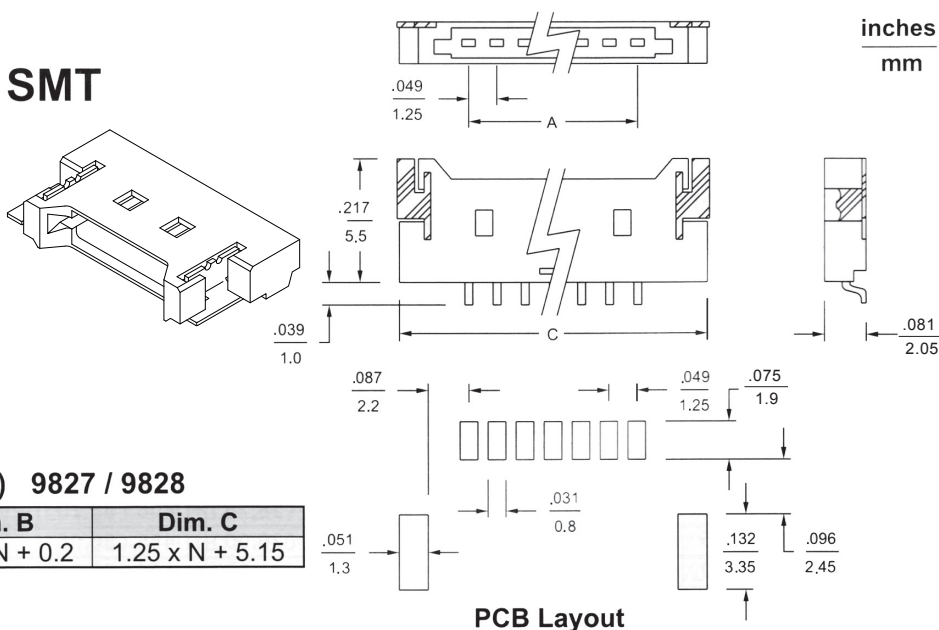 inches
mm
SMT
.049
1.25
A
.217
5.5
.039
1.0
C
.081
2.05
.087
2.2
.049
1.25
.075
1.9
) 9827 / 9828
. B Dim. C
N + 0.2 1.25 x N + 5.15
.031
0.8
.051
1.3
.132
3.35
.096
2.45
PCB Layout